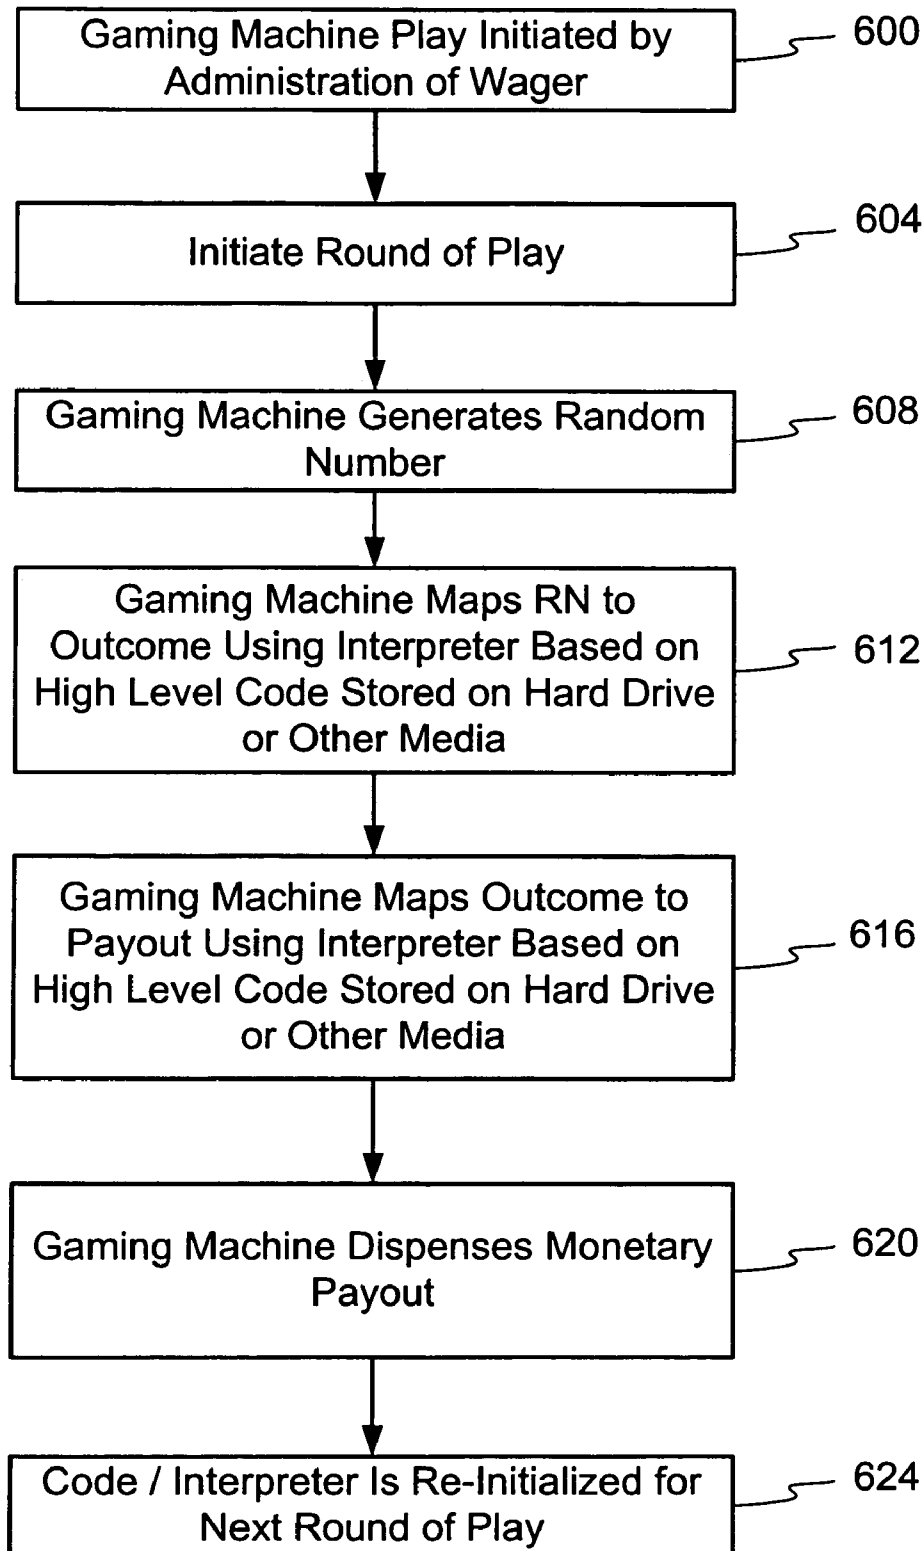 Gaming Machine Play Initiated by
Administration of Wager
600
Initiate Round of Play
604
Gaming Machine Generates Random
Number
608
Gaming Machine Maps RN to
Outcome Using Interpreter Based on
High Level Code Stored on Hard Drive
or Other Media
612
Gaming Machine Maps Outcome to
Payout Using Interpreter Based on
High Level Code Stored on Hard Drive
or Other Media
616
Gaming Machine Dispenses Monetary
Payout
620
Code / Interpreter Is Re-Initialized for
Next Round of Play
624